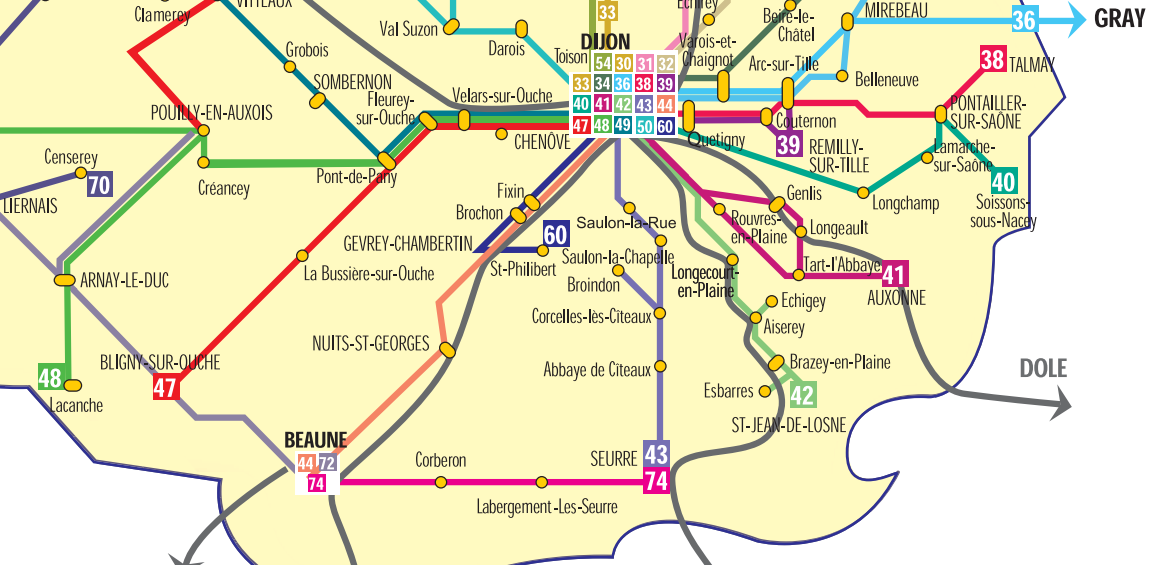 Clamerey
VITTEAUX
Val Suzon
Darois
33
Echirey
Beire-le-
Châtel
MIREBEAU
36
GRAY
Grobois
SOMBERNON
Toison
DIJON
Varois-et-
Chaignot
Arc-sur-Tille
Belleneuve
38 TALMAY
54 30 31 32
33 34 36 38 39
40 41 42 43 44
47 48 49 50 60
POUILLY-EN-AUXOIS
Fleurey-
sur-Ouche
Velars-sur-Ouche
CHENÔVE
Quetigny
Couternon
39
REMILLY-
SUR-TILLE
PONTAILLER-
SUR-SAÔNE
Lamarche-
sur-Saône
40
Soissons-
sous-Nacey
Longchamp
Censerey
70
LIERNAIS
Créancey
Pont-de-Pany
Fixin
Brochon
GEVREY-CHAMBERTIN
60
St-Philibert
Saulon-la-Rue
Saulon-la-Chapelle
Broindon
Rouvres-
en-Plaine
Genlis
Longeault
Tart-l'Abbaye
41
AUXONNE
Longecourt-
en-Plaine
ARNAY-LE-DUC
La Bussière-sur-Ouche
Corcelles-lès-Cîteaux
Echigey
Aiserey
NUITS-ST-GEORGES
Abbaye de Cîteaux
Brazey-en-Plaine
Esbarres
42
ST-JEAN-DE-LOSNE
DOLE
48
Lacanche
BLIGNY-SUR-OUCHE
47
BEAUNE
44 72
74
Corberon
Labergement-Les-Seurre
SEURRE
43
74